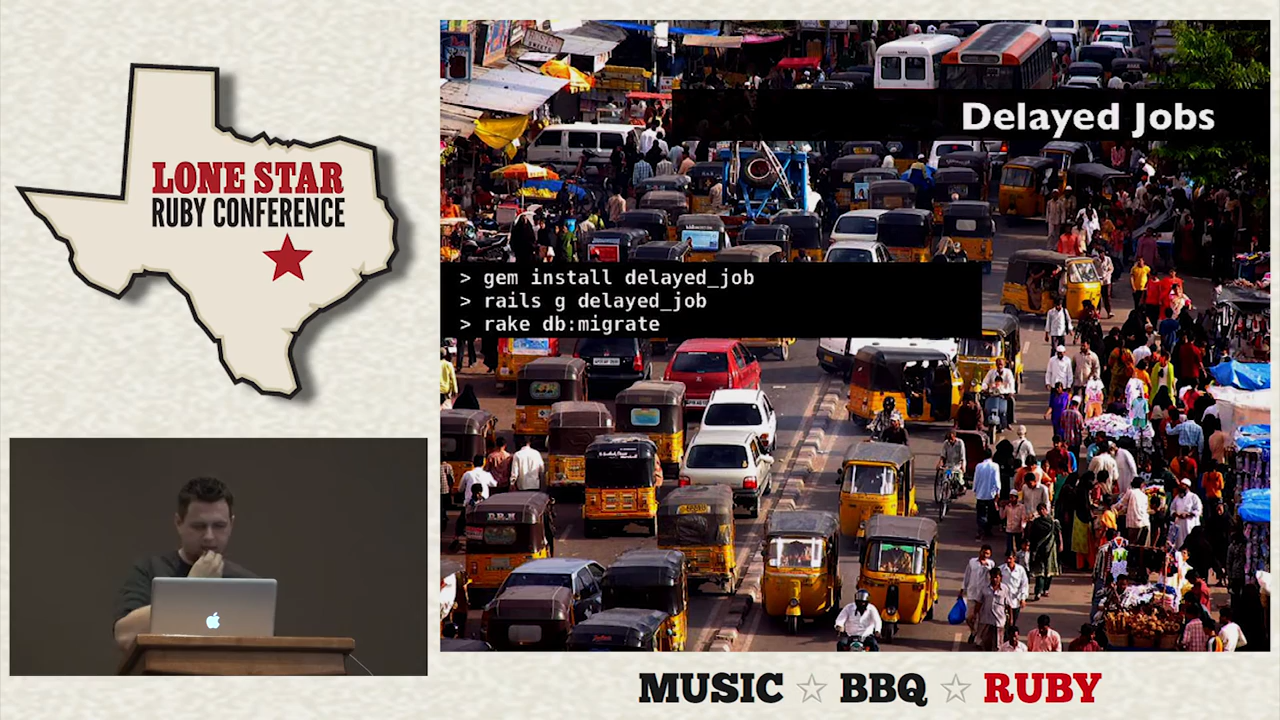 LONE STAR
RUBY CONFERENCE
Delayed Jobs
> gem install delayed_job
> rails g delayed_job
> rake db:migrate
MUSIC ☆ BBQ ☆ RUBY